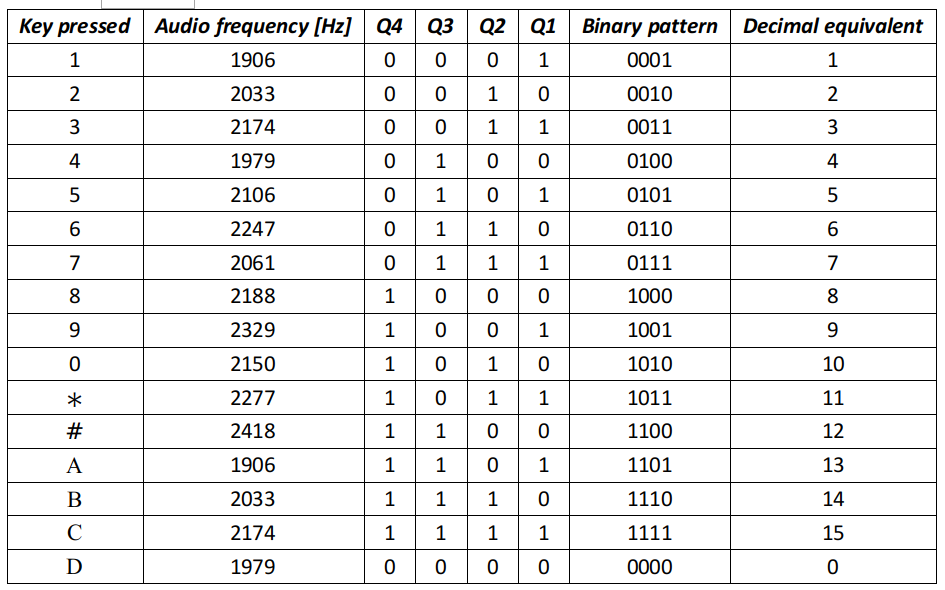 Key pressed Audio frequency [Hz] Q4 Q3 Q2 Q1 Binary pattern Decimal equivalent
1 1906 0 0 0 1 0001 1
2 2033 0 0 1 0 0010 2
3 2174 0 0 1 1 0011 3
4 1979 0 1 0 0 0100 4
5 2106 0 1 0 1 0101 5
6 2247 0 1 1 0 0110 6
7 2061 0 1 1 1 0111 7
8 2188 1 0 0 0 1000 8
9 2329 1 0 0 1 1001 9
0 2150 1 0 1 0 1010 10
* 2277 1 0 1 1 1011 11
# 2418 1 1 0 0 1100 12
A 1906 1 1 0 1 1101 13
B 2033 1 1 1 0 1110 14
C 2174 1 1 1 1 1111 15
D 1979 0 0 0 0 0000 0